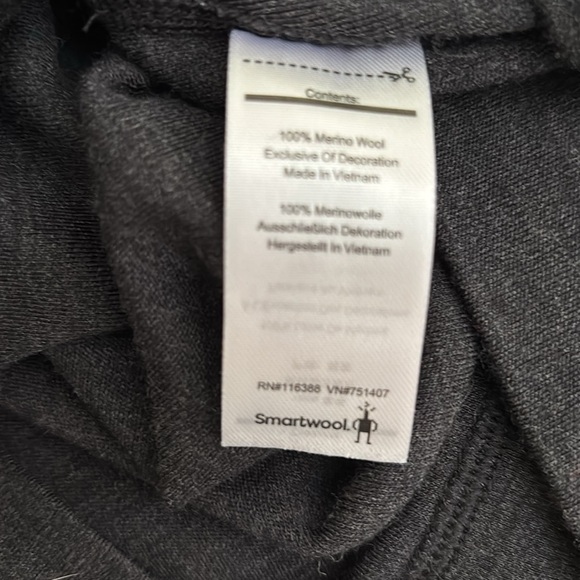 Contents:
100% Merino Wool
Exclusive Of Decoration
Made In Vietnam
100% Merinowolle
Ausschließlich Dekoration
Hergestellt In Vietnam
RN#116388 VN#751407
Smartwool.